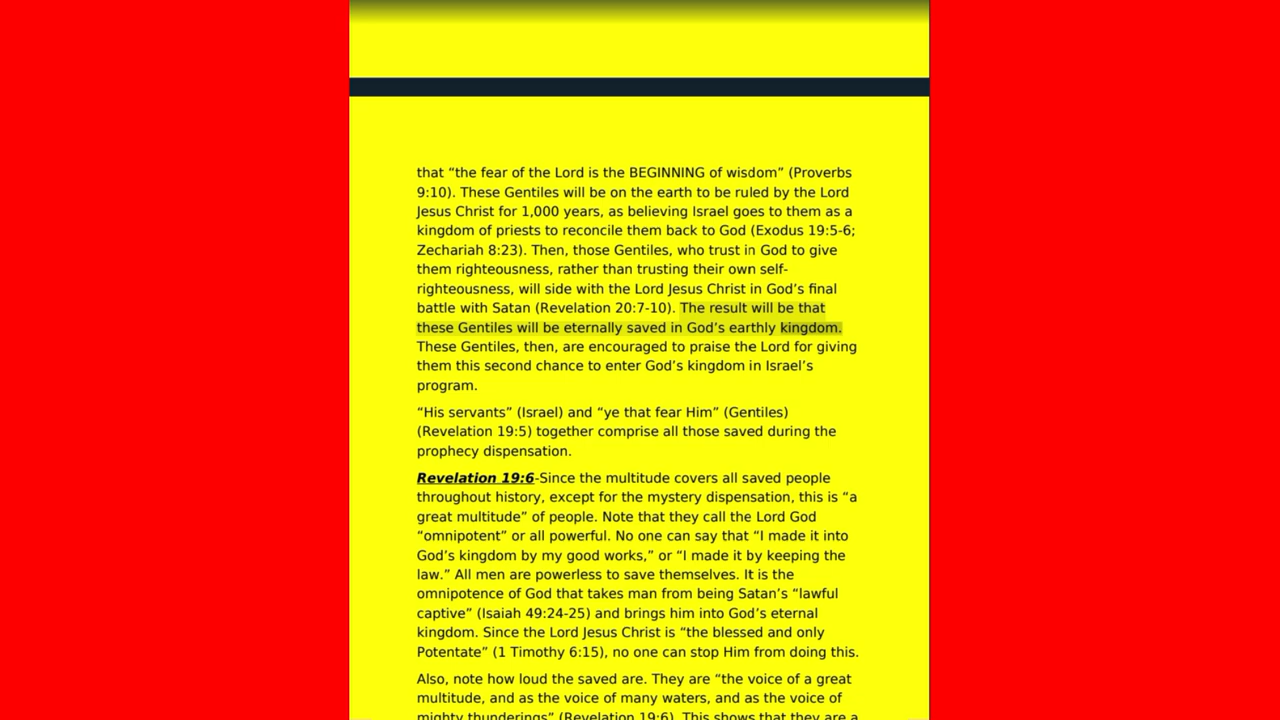 that “the fear of the Lord is the BEGINNING of wisdom” (Proverbs
9:10). These Gentiles will be on the earth to be ruled by the Lord
Jesus Christ for 1,000 years, as believing Israel goes to them as a
kingdom of priests to reconcile them back to God (Exodus 19:5-6;
Zechariah 8:23). Then, those Gentiles, who trust in God to give
them righteousness, rather than trusting their own self-
righteousness, will side with the Lord Jesus Christ in God’s final
battle with Satan (Revelation 20:7-10). The result will be that
these Gentiles will be eternally saved in God’s earthly kingdom.
These Gentiles, then, are encouraged to praise the Lord for giving
them this second chance to enter God’s kingdom in Israel’s
program.
“His servants” (Israel) and “ye that fear Him” (Gentiles)
(Revelation 19:5) together comprise all those saved during the
prophecy dispensation.
Revelation 19:6-Since the multitude covers all saved people
throughout history, except for the mystery dispensation, this is “a
great multitude” of people. Note that they call the Lord God
“omnipotent” or all powerful. No one can say that “I made it into
God’s kingdom by my good works,” or “I made it by keeping the
law.” All men are powerless to save themselves. It is the
omnipotence of God that takes man from being Satan’s “lawful
captive” (Isaiah 49:24-25) and brings him into God’s eternal
kingdom. Since the Lord Jesus Christ is “the blessed and only
Potentate” (1 Timothy 6:15), no one can stop Him from doing this.
Also, note how loud the saved are. They are “the voice of a great
multitude, and as the voice of many waters, and as the voice of
mighty thunderings” (Revelation 19:6). This shows that they are a